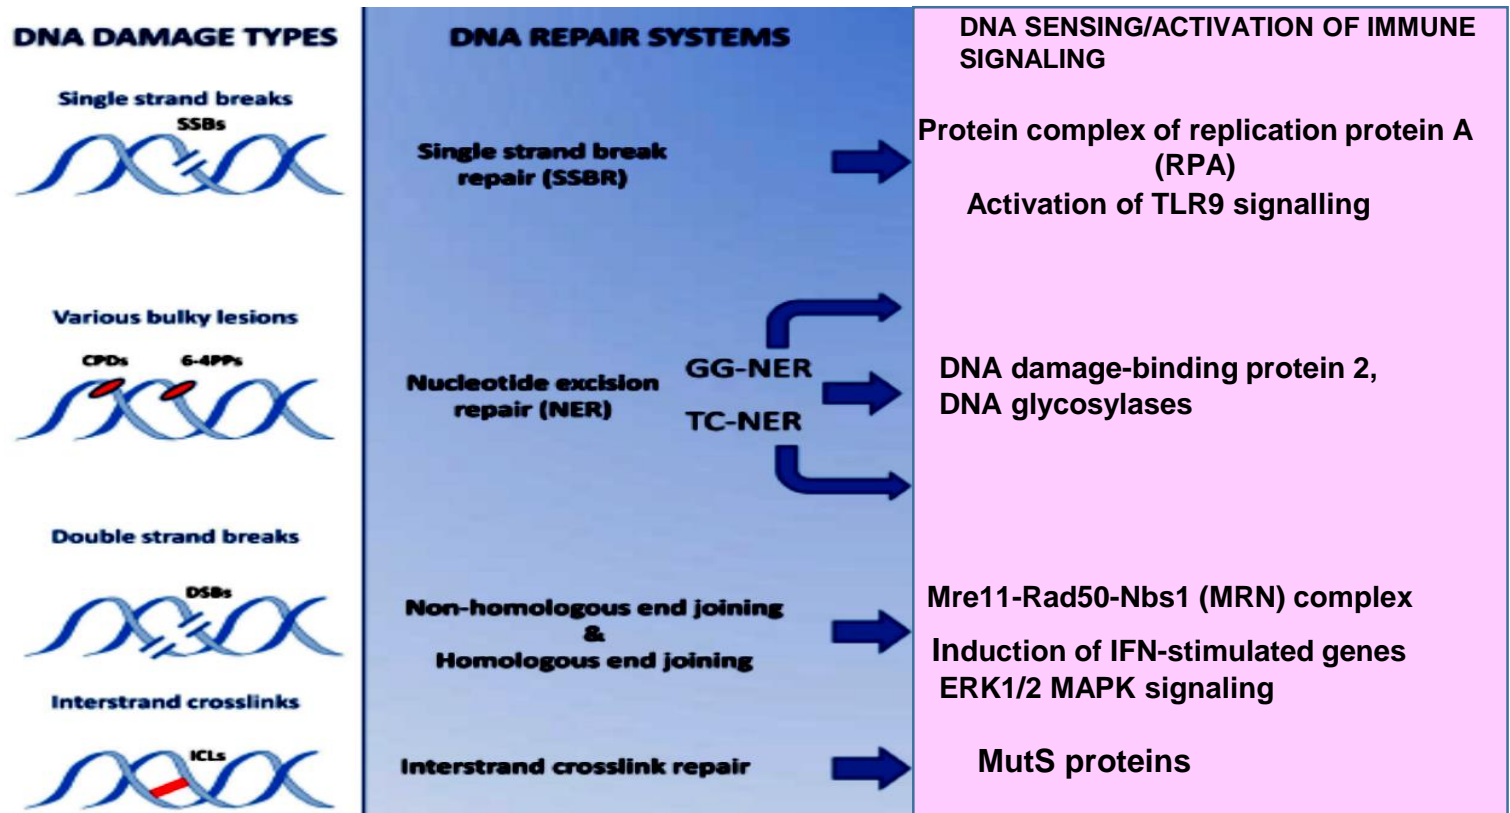 DNA DAMAGE TYPES
Single strand breaks
SSBs
Various bulky lesions
CPDs 6-4PPs
Double strand breaks
DSBs
Interstrand crosslinks
ICLs
DNA REPAIR SYSTEMS
Single strand break
repair (SSBR)
Nucleotide excision
repair (NER)
GG-NER
TC-NER
Non-homologous end joining
&
Homologous end joining
Interstrand crosslink repair
DNA SENSING/ACTIVATION OF IMMUNE
SIGNALING
Protein complex of replication protein A
(RPA)
Activation of TLR9 signalling
DNA damage-binding protein 2,
DNA glycosylases
Mre11-Rad50-Nbs1 (MRN) complex
Induction of IFN-stimulated genes
ERK1/2 MAPK signaling
MutS proteins